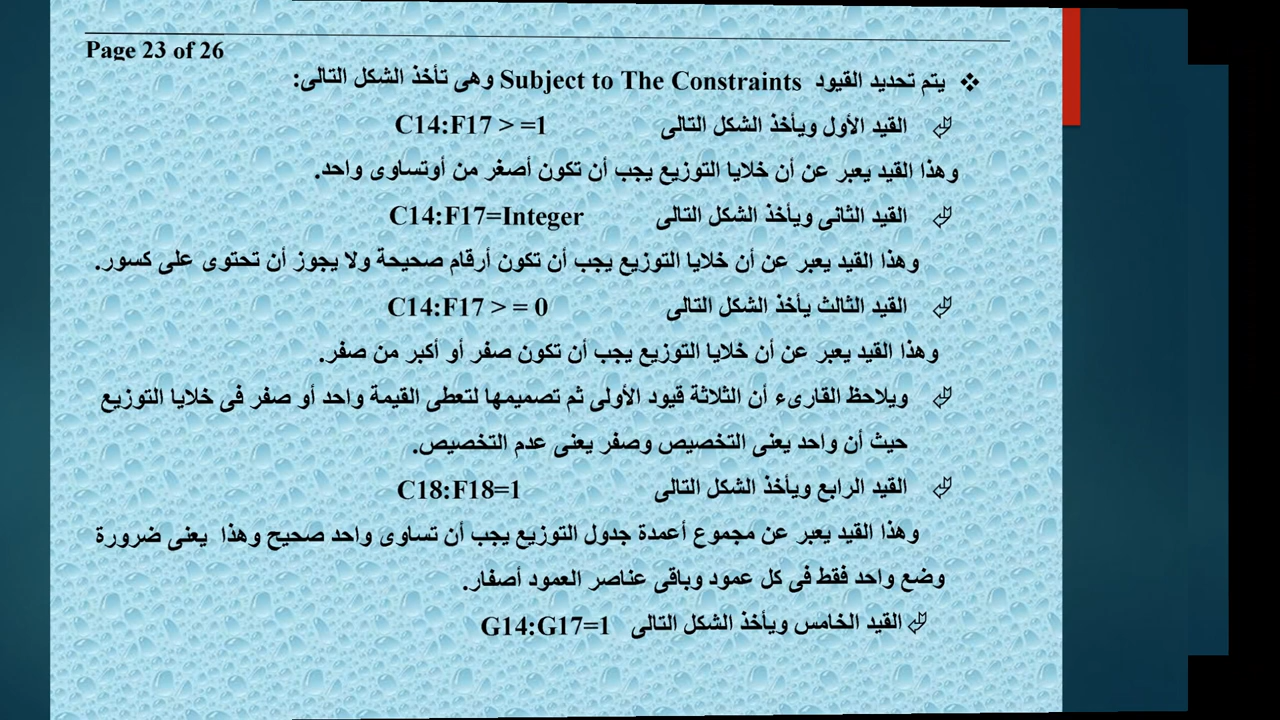 Page 23 of 26
❖ يتم تحديد القيود Subject to The Constraints وهى تأخذ الشكل التالى:
القيد الأول ويأخذ الشكل التالى C14:F17 > =1
وهذا القيد يعبر عن أن خلايا التوزيع يجب أن تكون أصغر من أوتساوى واحد.
القيد الثانى ويأخذ الشكل التالى C14:F17=Integer
وهذا القيد يعبر عن أن خلايا التوزيع يجب أن تكون أرقام صحيحة ولا يجوز أن تحتوى على كسور.
القيد الثالث يأخذ الشكل التالى C14:F17 > = 0
وهذا القيد يعبر عن أن خلايا التوزيع يجب أن تكون صفر أو أكبر من صفر.
ويلاحظ القارىء أن الثلاثة قيود الأولى ثم تصميمها لتعطى القيمة واحد أو صفر فى خلايا التوزيع
حيث أن واحد يعنى التخصيص وصفر يعنى عدم التخصيص.
القيد الرابع ويأخذ الشكل التالى C18:F18=1
وهذا القيد يعبر عن مجموع أعمدة جدول التوزيع يجب أن تساوى واحد صحيح وهذا يعنى ضرورة
وضع واحد فقط فى كل عمود وباقى عناصر العمود أصفار.
القيد الخامس ويأخذ الشكل التالى G14:G17=1